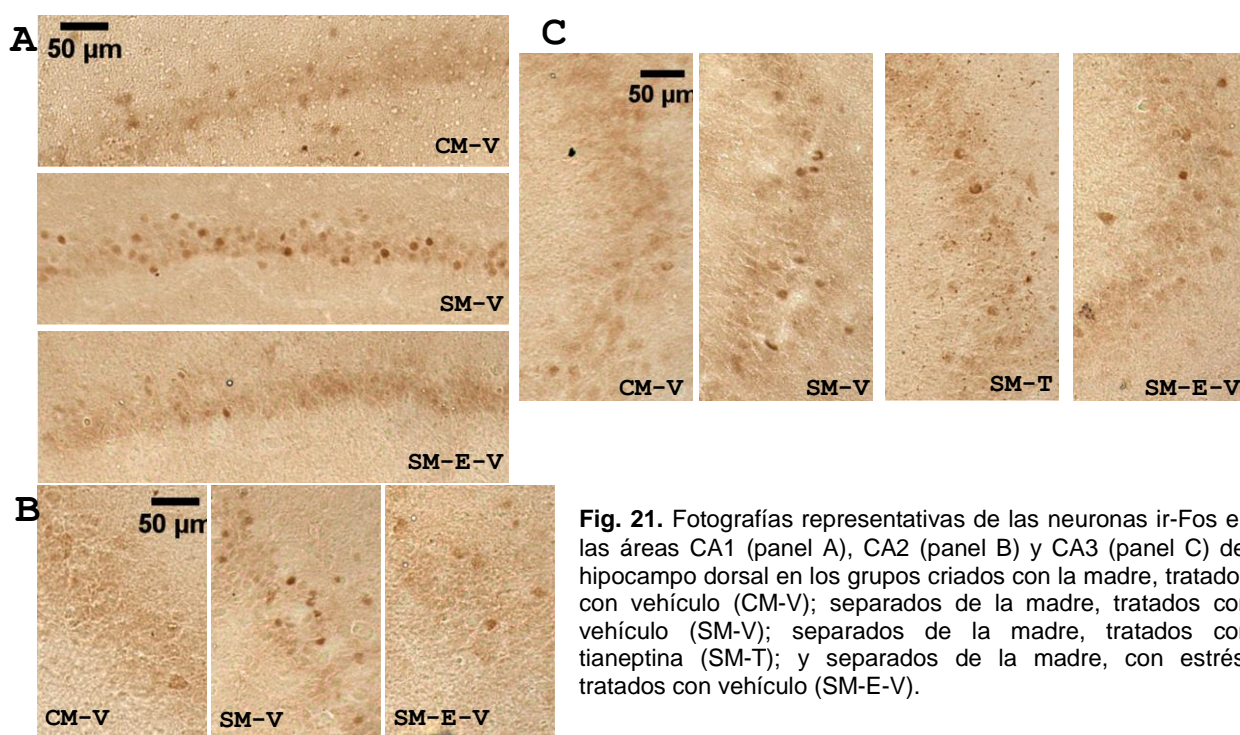 A
50 µm
CM-V
SM-V
SM-E-V
C
50 µm
CM-V
SM-V
SM-T
SM-E-V
B
50 µm
CM-V
SM-V
SM-E-V
Fig. 21. Fotografías representativas de las neuronas ir-Fos e
las áreas CA1 (panel A), CA2 (panel B) y CA3 (panel C) de
hipocampo dorsal en los grupos criados con la madre, tratado
con vehículo (CM-V); separados de la madre, tratados con
vehículo (SM-V); separados de la madre, tratados con
tianeptina (SM-T); y separados de la madre, con estrés
tratados con vehículo (SM-E-V).